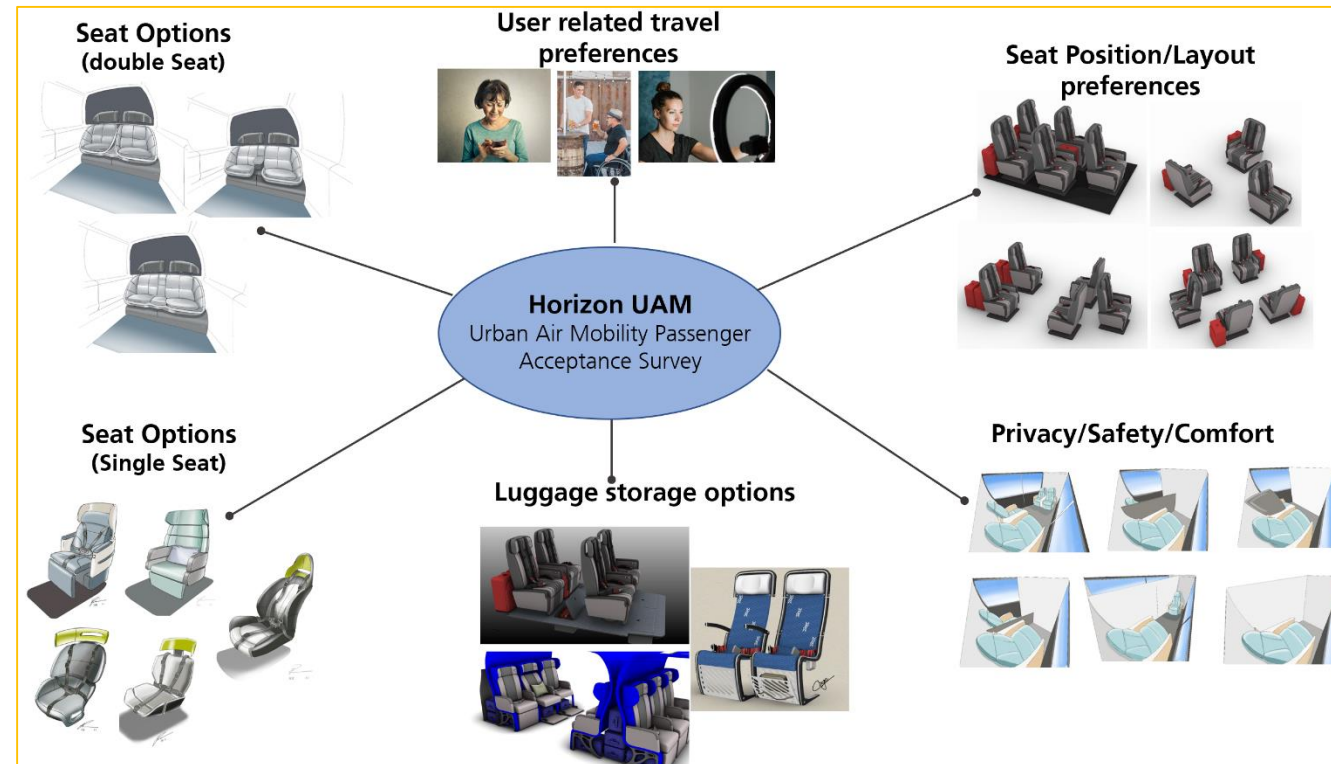 Seat Options
(double Seat)
User related travel
preferences
Seat Position/Layout
preferences
Horizon UAM
Urban Air Mobility Passenger
Acceptance Survey
Seat Options
(Single Seat)
Luggage storage options
Privacy/Safety/Comfort